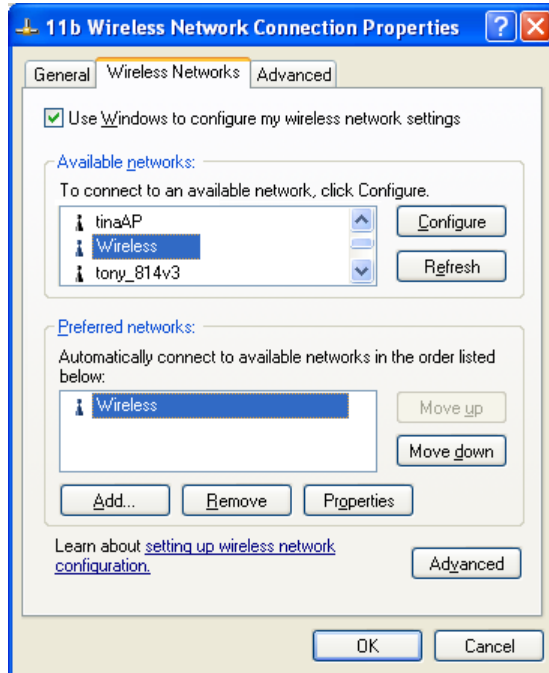 11b Wireless Network Connection Properties
General Wireless Networks Advanced
Use Windows to configure my wireless network settings
Available networks:
To connect to an available network, click Configure.
tinaAP
Wireless
tony_814v3
Configure
Refresh
Preferred networks:
Automatically connect to available networks in the order listed
below:
Wireless
Move up
Move down
Add... Remove Properties
Learn about setting up wireless network
configuration.
Advanced
OK Cancel